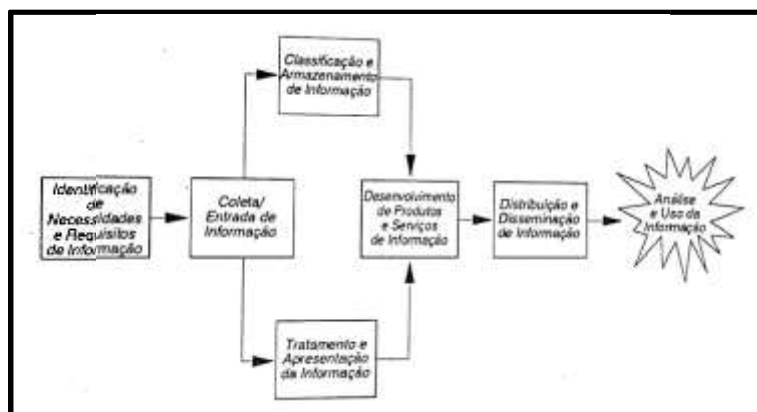 Classificação e
Armazenamento
de Informação
Identificação
de
Necessidades
e Requisitos
de Informação
Coleta/
Entrada de
Informação
Desenvolvimento
de Produtos
e Serviços
de Informação
Distribuição e
Disseminação
de Informação
Análise
e Uso da
Informação
Tratamento e
Apresentação
da Informação